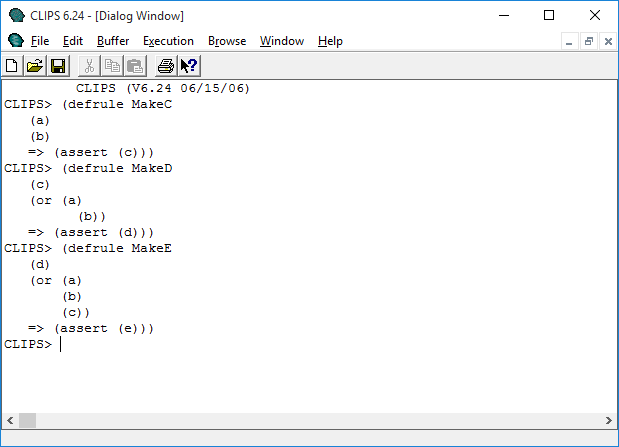 CLIPS 6.24 - [Dialog Window]
File Edit Buffer Execution Browse Window Help
CLIPS (V6.24 06/15/06)
CLIPS> (defrule MakeC
(a)
(b)
=> (assert (c)))
CLIPS> (defrule MakeD
(c)
(or (a)
(b))
=> (assert (d)))
CLIPS> (defrule MakeE
(d)
(or (a)
(b)
(c))
=> (assert (e)))
CLIPS>